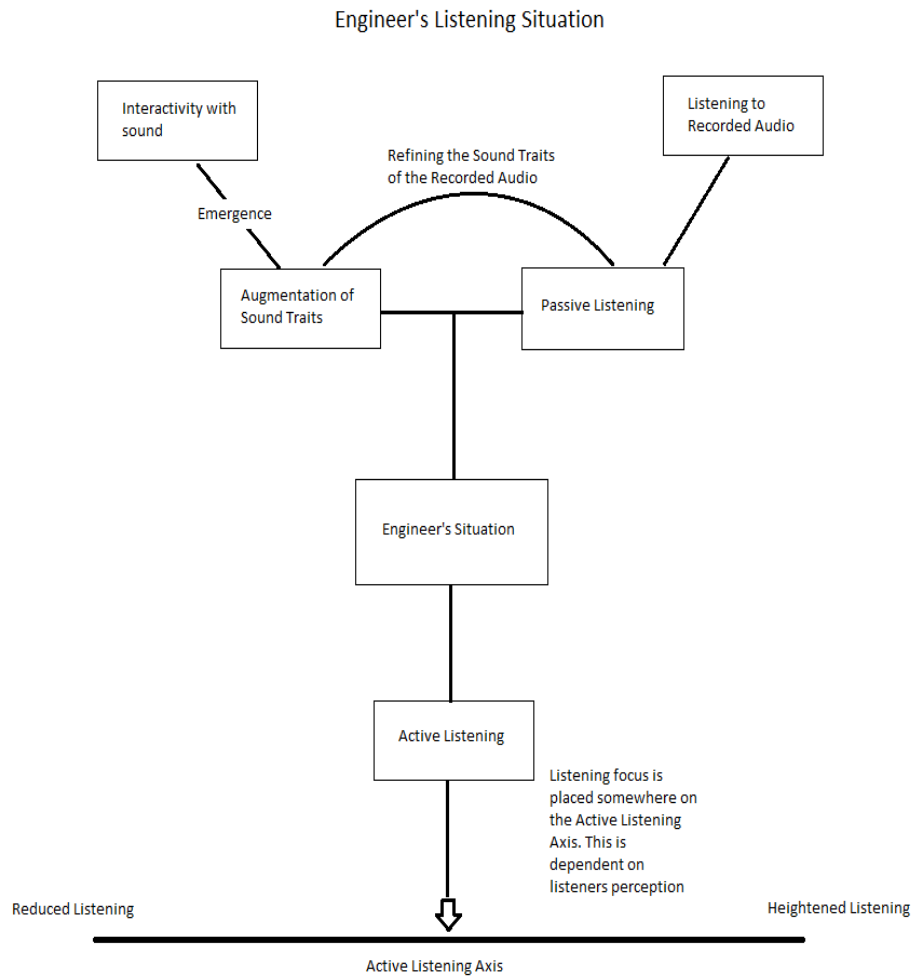 Engineer's Listening Situation
Interactivity with
sound
Listening to
Recorded Audio
Refining the Sound Traits
of the Recorded Audio
Emergence
Augmentation of
Sound Traits
Passive Listening
Engineer's Situation
Active Listening
Listening focus is
placed somewhere on
the Active Listening
Axis. This is
dependent on
listeners perception
Reduced Listening
Heightened Listening
Active Listening Axis